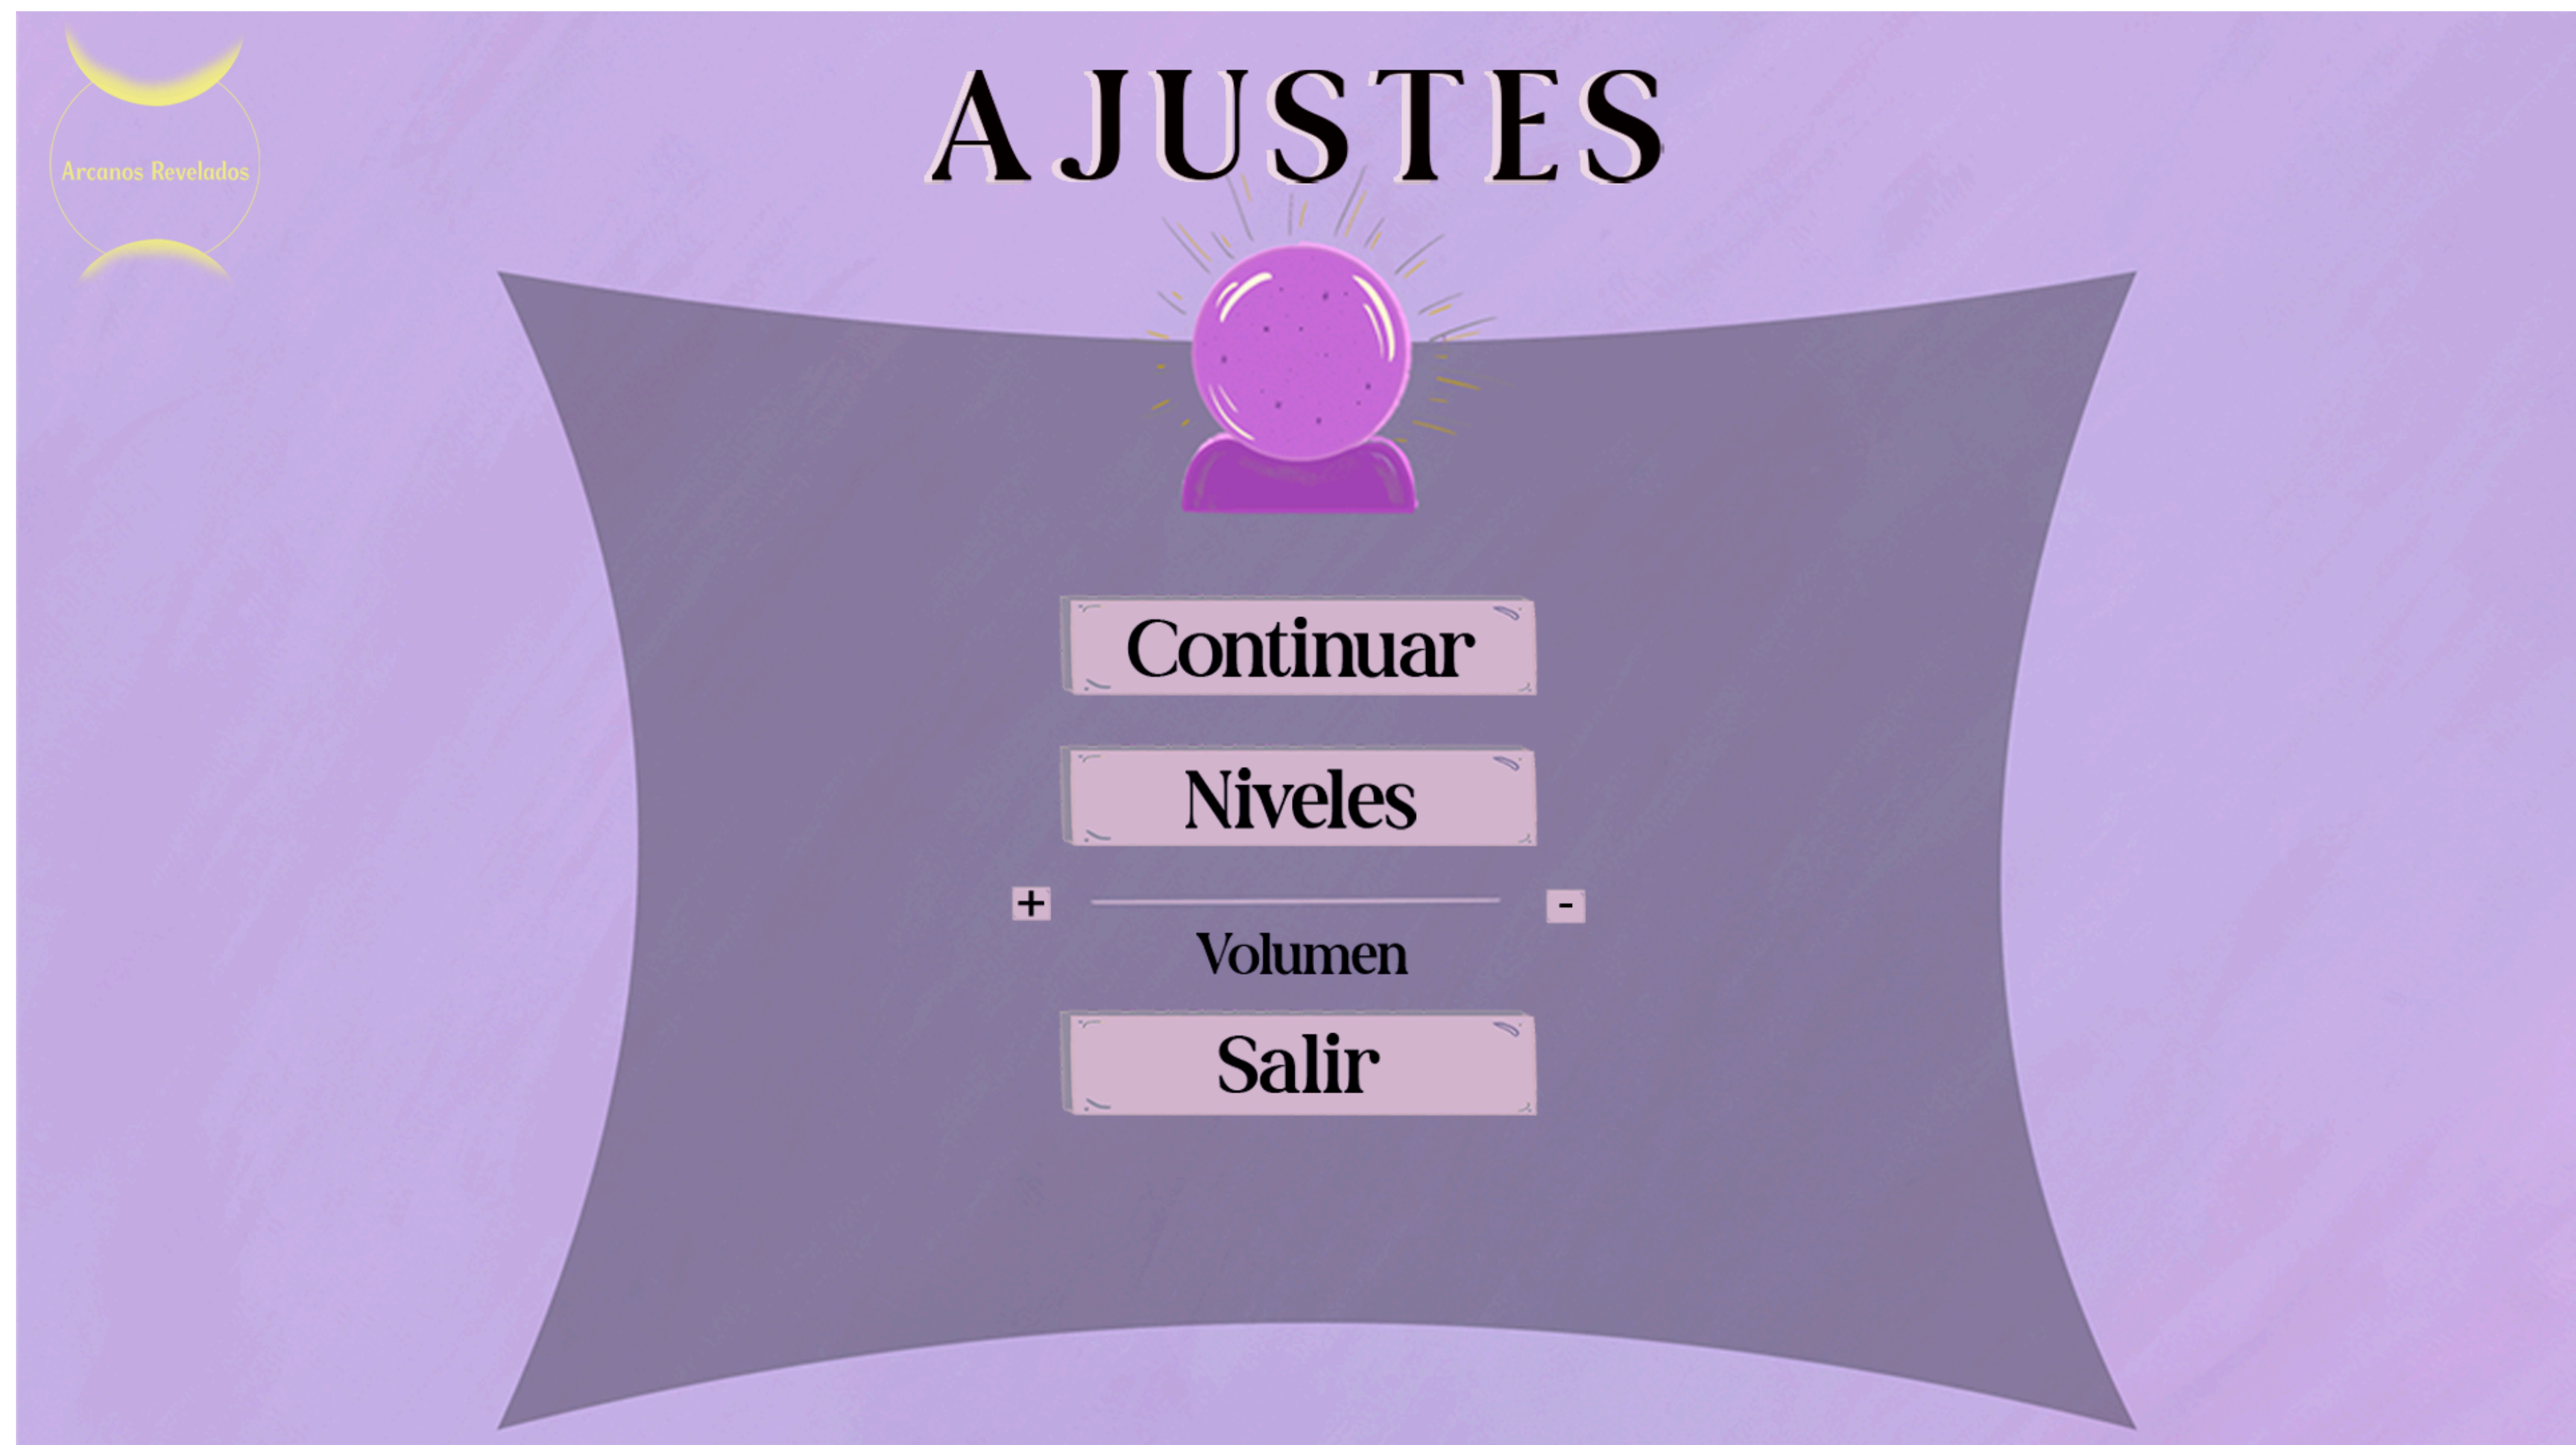 AJUSTES
Arcanos Revelados
Continuar
Niveles
+ -
Volumen
Salir